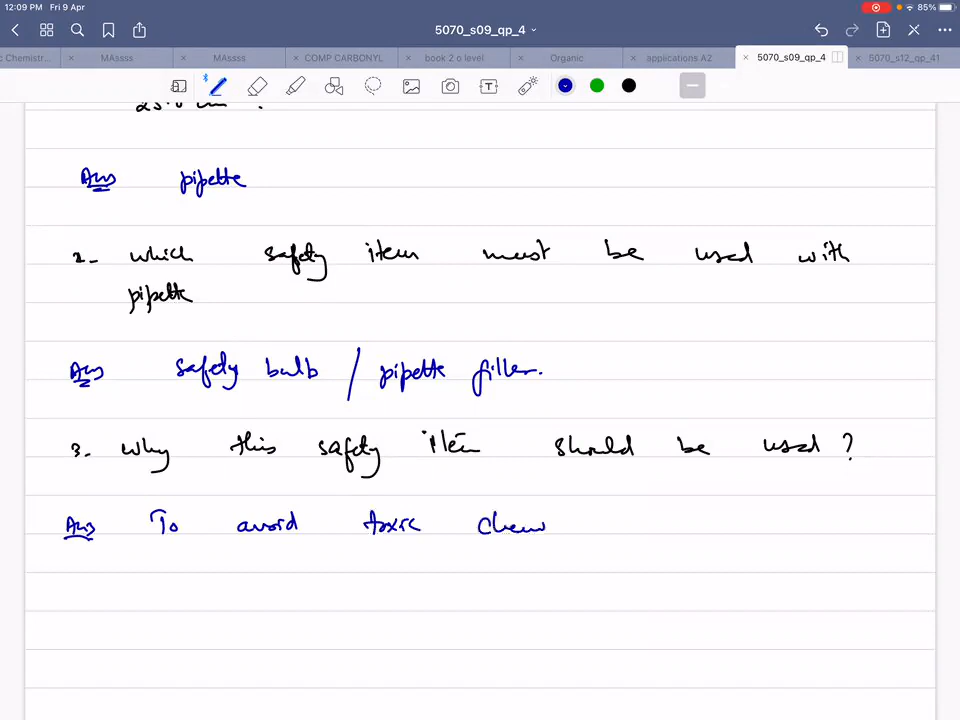 12:09 PM Fri 9 Apr
85%
5070_s09_qp_4
c Chemistr...
MAssss
MAssss
COMP CARBONYL
book 2 o level
Organic
applications A2
5070_s09_qp_4
5070_s12_qp_41
Ans pipette
2- which safety item must be used with
pipette
Ans safety bulb / pipette filler.
3- why this safety item should be used ?
Ans To avoid toxic chem